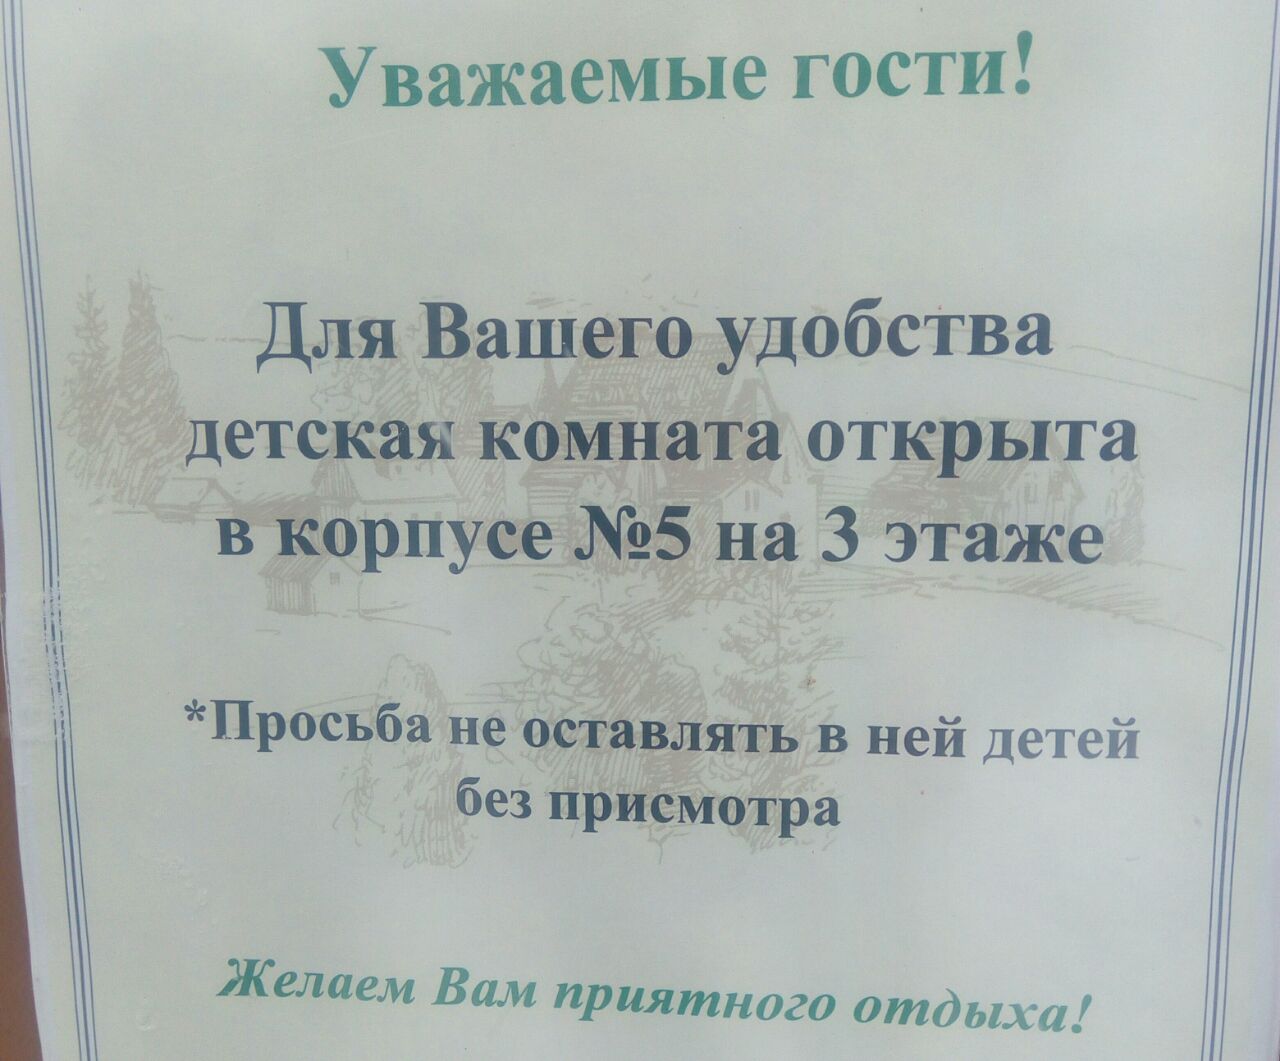 Уважаемые гости!
Для Вашего удобства
детская комната открыта
в корпусе №5 на 3 этаже
*Просьба не оставлять в ней детей
без присмотра
Желаем Вам приятного отдыха!